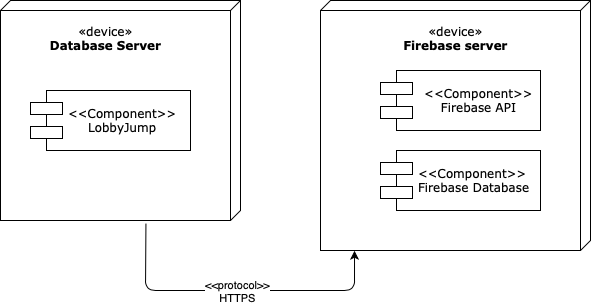 «device»
Database Server
<<Component>>
LobbyJump
«device»
Firebase server
<<Component>>
Firebase API
<<Component>>
Firebase Database
<<protocol>>
HTTPS